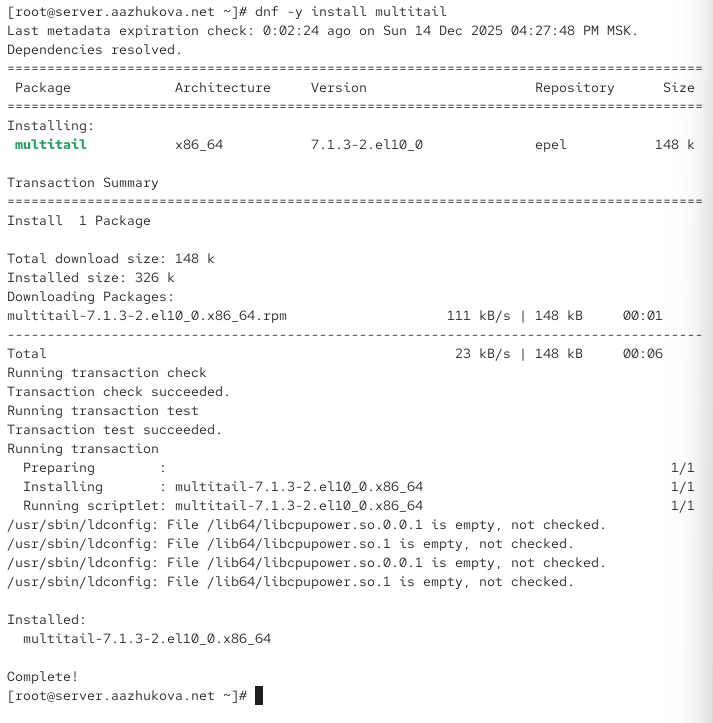 [root@server.aazhukova.net ~]# dnf -y install multitail
Last metadata expiration check: 0:02:24 ago on Sun 14 Dec 2025 04:27:48 PM MSK.
Dependencies resolved.
=======================================================================================
 Package             Architecture     Version                     Repository      Size
=======================================================================================
Installing:
 multitail           x86_64           7.1.3-2.el10_0              epel           148 k

Transaction Summary
=======================================================================================
Install  1 Package

Total download size: 148 k
Installed size: 326 k
Downloading Packages:
multitail-7.1.3-2.el10_0.x86_64.rpm                    111 kB/s | 148 kB     00:01
---------------------------------------------------------------------------------------
Total                                                   23 kB/s | 148 kB     00:06
Running transaction check
Transaction check succeeded.
Running transaction test
Transaction test succeeded.
Running transaction
  Preparing        :                                                               1/1
  Installing       : multitail-7.1.3-2.el10_0.x86_64                               1/1
  Running scriptlet: multitail-7.1.3-2.el10_0.x86_64                               1/1
/usr/sbin/ldconfig: File /lib64/libcpupower.so.0.0.1 is empty, not checked.
/usr/sbin/ldconfig: File /lib64/libcpupower.so.1 is empty, not checked.
/usr/sbin/ldconfig: File /lib64/libcpupower.so.0.0.1 is empty, not checked.
/usr/sbin/ldconfig: File /lib64/libcpupower.so.1 is empty, not checked.

Installed:
  multitail-7.1.3-2.el10_0.x86_64

Complete!
[root@server.aazhukova.net ~]#